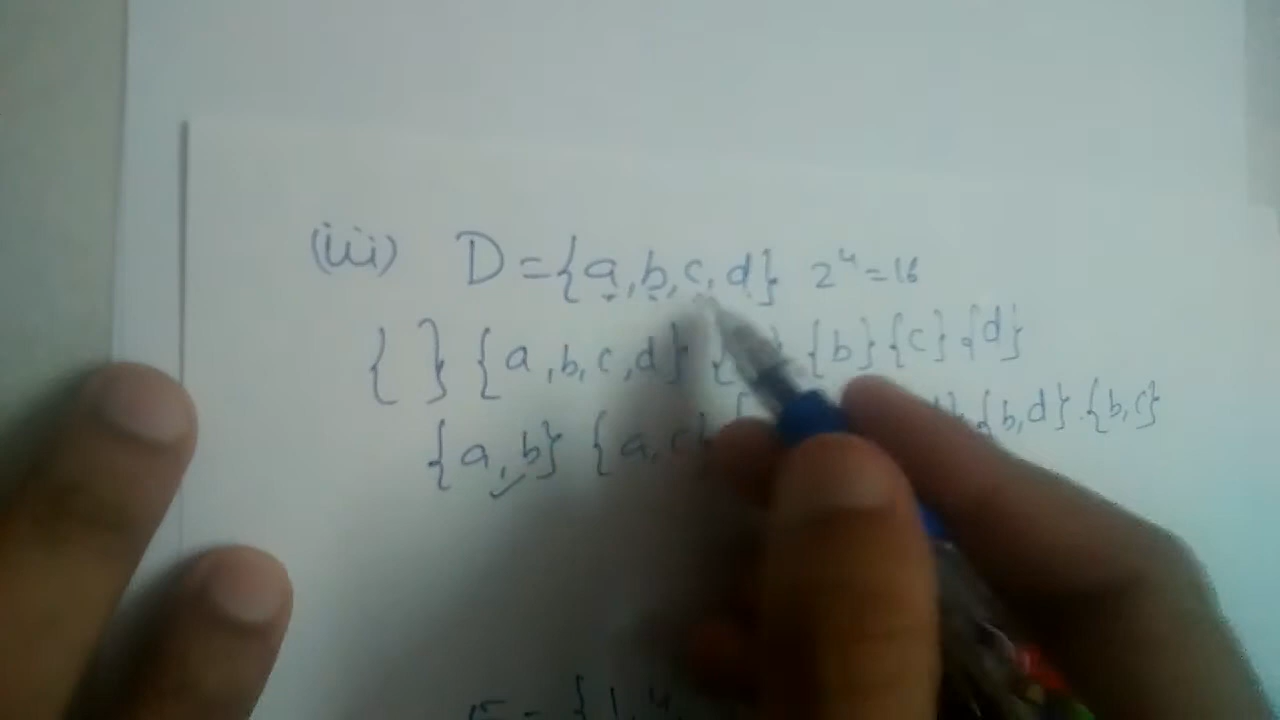 (iii) D={a,b,c,d} 2⁴=16
{ } {a,b,c,d} { } {b} {c} {d}
{a,b} {a,c} {b,d} {b,c}